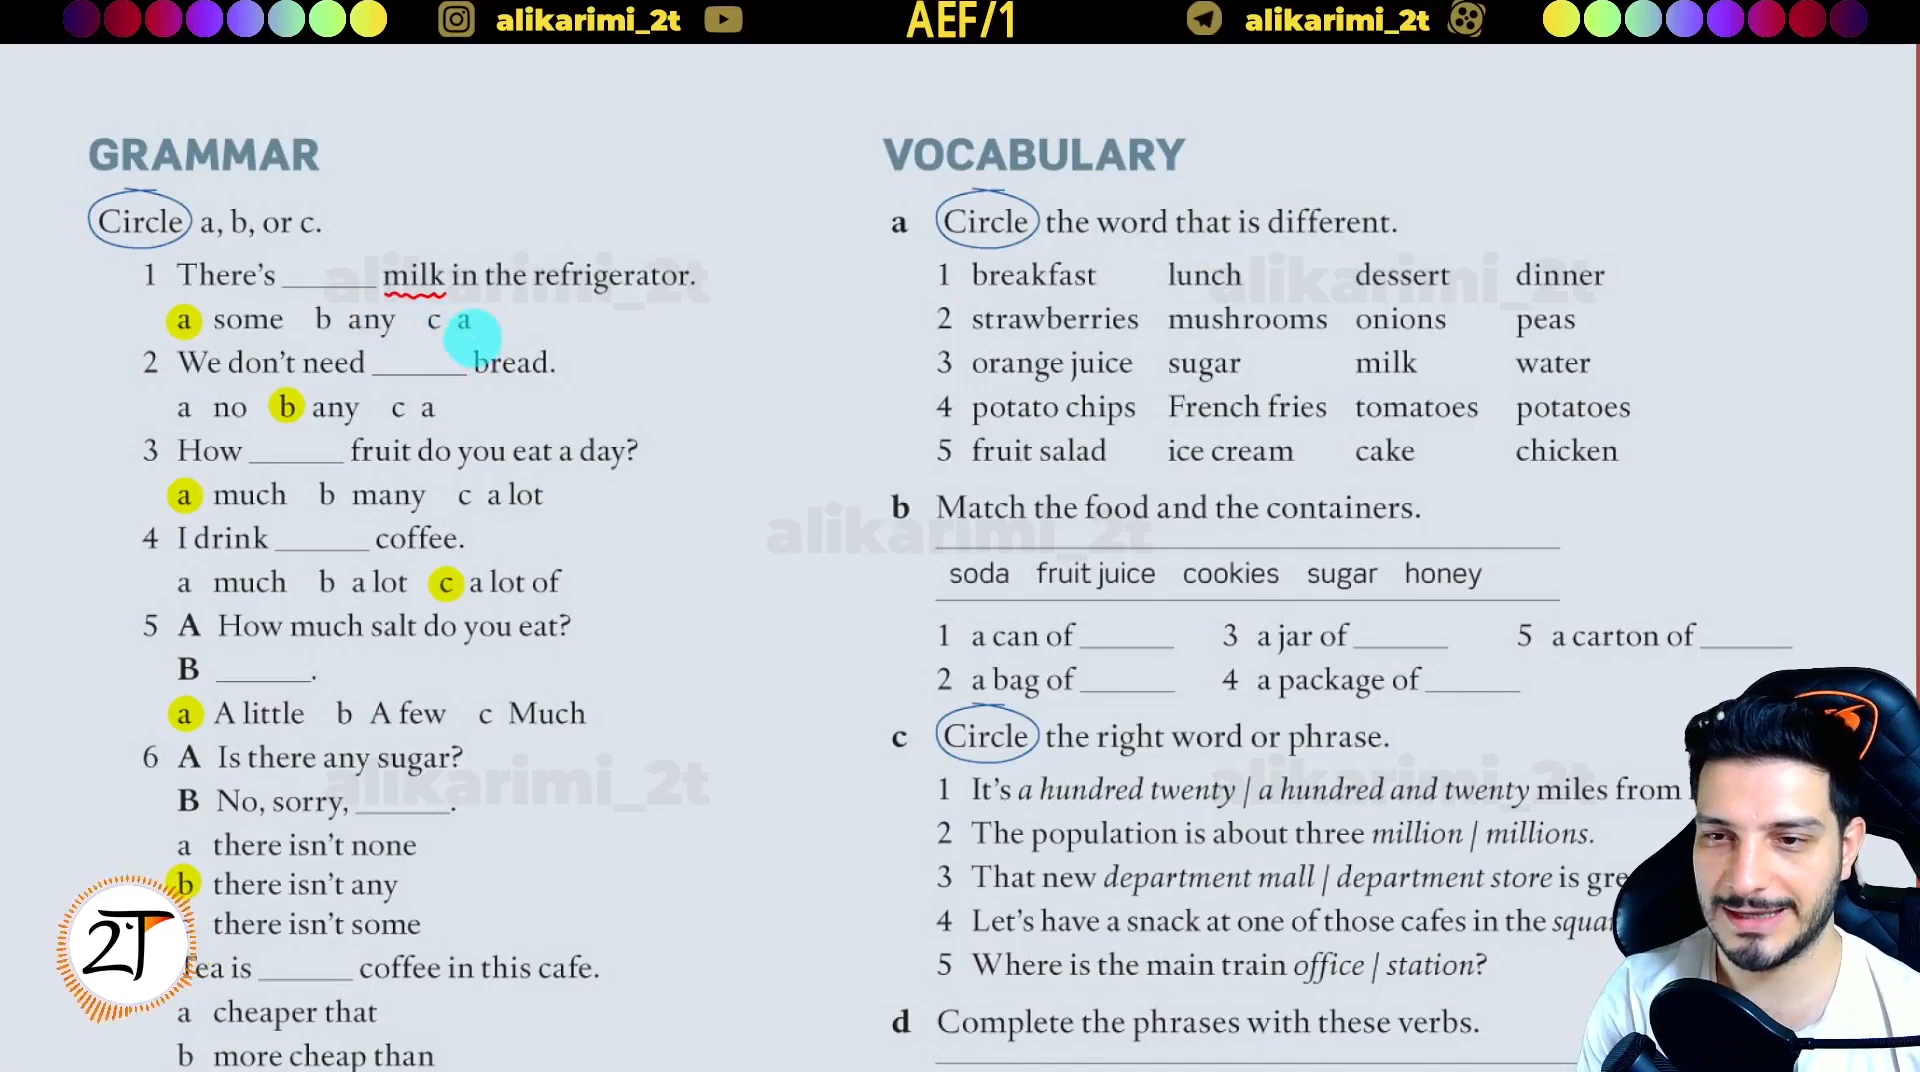 alikarimi_2t
AEF/1
alikarimi_2t
GRAMMAR
Circle a, b, or c.
1 There's ______ milk in the refrigerator.
a some b any c a
2 We don't need ______ bread.
a no b any c a
3 How ______ fruit do you eat a day?
a much b many c a lot
4 I drink ______ coffee.
a much b a lot c a lot of
5 A How much salt do you eat?
B ______.
a A little b A few c Much
6 A Is there any sugar?
B No, sorry, ______.
a there isn't none
b there isn't any
there isn't some
Tea is ______ coffee in this cafe.
a cheaper that
b more cheap than
2T
VOCABULARY
a Circle the word that is different.
1 breakfast lunch dessert dinner
2 strawberries mushrooms onions peas
3 orange juice sugar milk water
4 potato chips French fries tomatoes potatoes
5 fruit salad ice cream cake chicken
b Match the food and the containers.
soda fruit juice cookies sugar honey
1 a can of ______ 3 a jar of ______ 5 a carton of ______
2 a bag of ______ 4 a package of ______
c Circle the right word or phrase.
1 It's a hundred twenty | a hundred and twenty miles from
2 The population is about three million | millions.
3 That new department mall | department store is gre
4 Let's have a snack at one of those cafes in the squa
5 Where is the main train office | station?
d Complete the phrases with these verbs.
alikarimi_2t
alikarimi_2t
alikarimi_2t
alikarimi_2t
alikarimi_2t